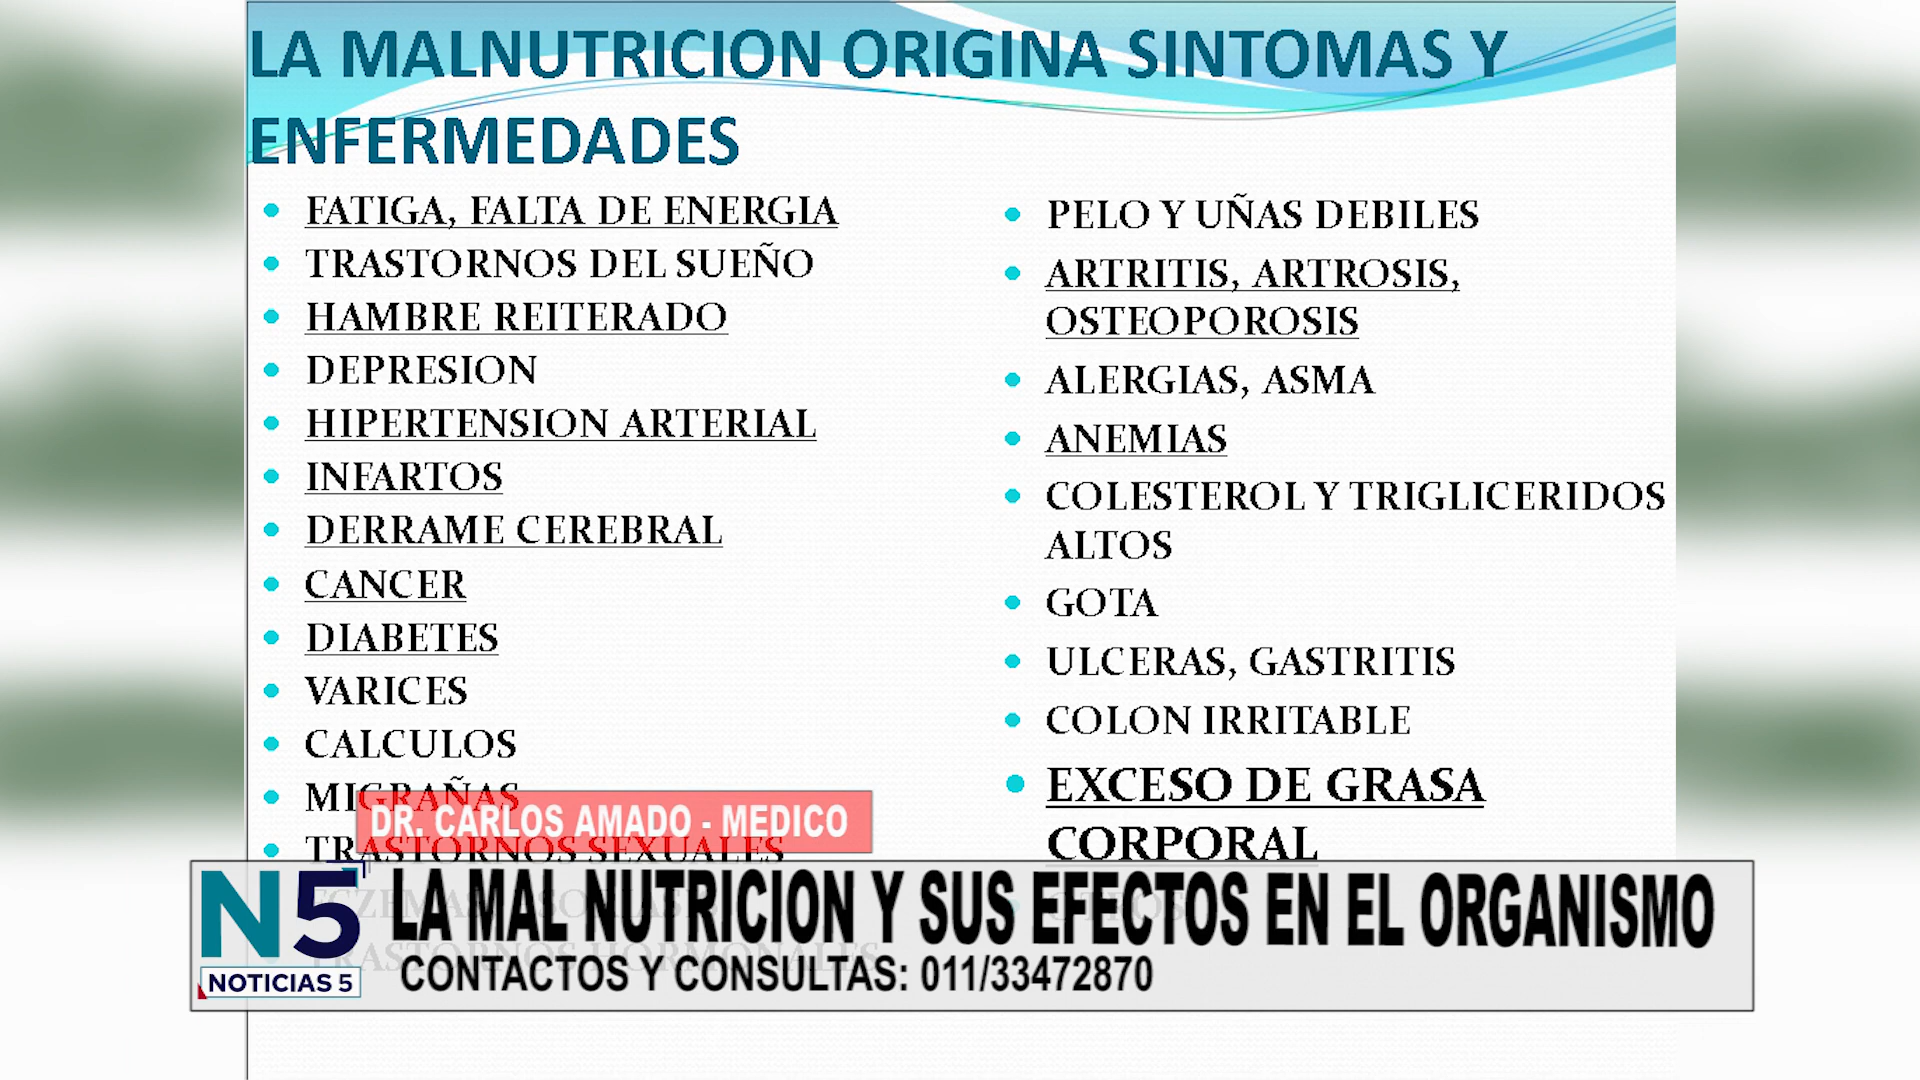 LA MALNUTRICION ORIGINA SINTOMAS Y
ENFERMEDADES
FATIGA, FALTA DE ENERGIA
TRASTORNOS DEL SUEÑO
HAMBRE REITERADO
DEPRESION
HIPERTENSION ARTERIAL
INFARTOS
DERRAME CEREBRAL
CANCER
DIABETES
VARICES
CALCULOS
MIGRAÑAS
TRASTORNOS SEXUALES
TRASTORNOS HORMONALES
PELO Y UÑAS DEBILES
ARTRITIS, ARTROSIS,
OSTEOPOROSIS
ALERGIAS, ASMA
ANEMIAS
COLESTEROL Y TRIGLICERIDOS
ALTOS
GOTA
ULCERAS, GASTRITIS
COLON IRRITABLE
EXCESO DE GRASA
CORPORAL
OTROS
DR. CARLOS AMADO - MEDICO
N5
NOTICIAS 5
LA MAL NUTRICION Y SUS EFECTOS EN EL ORGANISMO
CONTACTOS Y CONSULTAS: 011/33472870